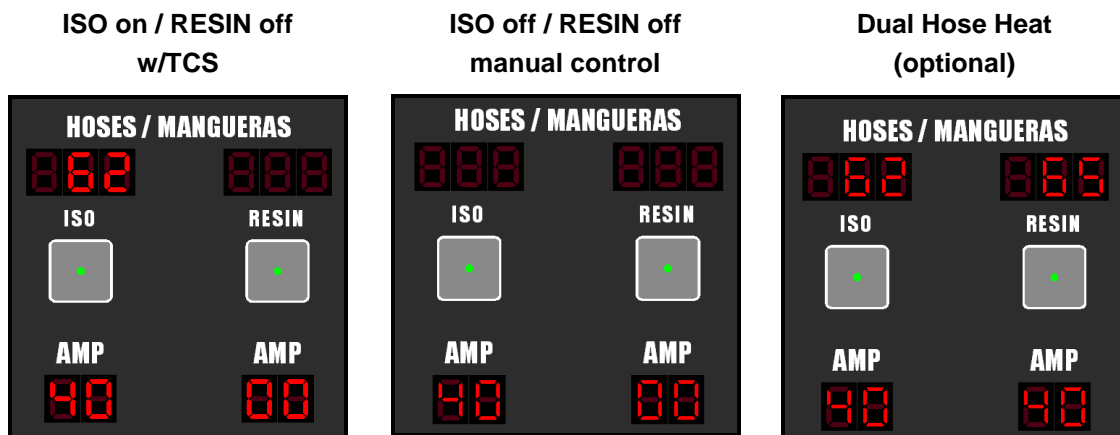 ISO on / RESIN off
w/TCS
HOSES / MANGUERAS
62
ISO RESIN
AMP AMP
40 00
ISO off / RESIN off
manual control
HOSES / MANGUERAS
ISO RESIN
AMP AMP
40 00
Dual Hose Heat
(optional)
HOSES / MANGUERAS
62 65
ISO RESIN
AMP AMP
40 40